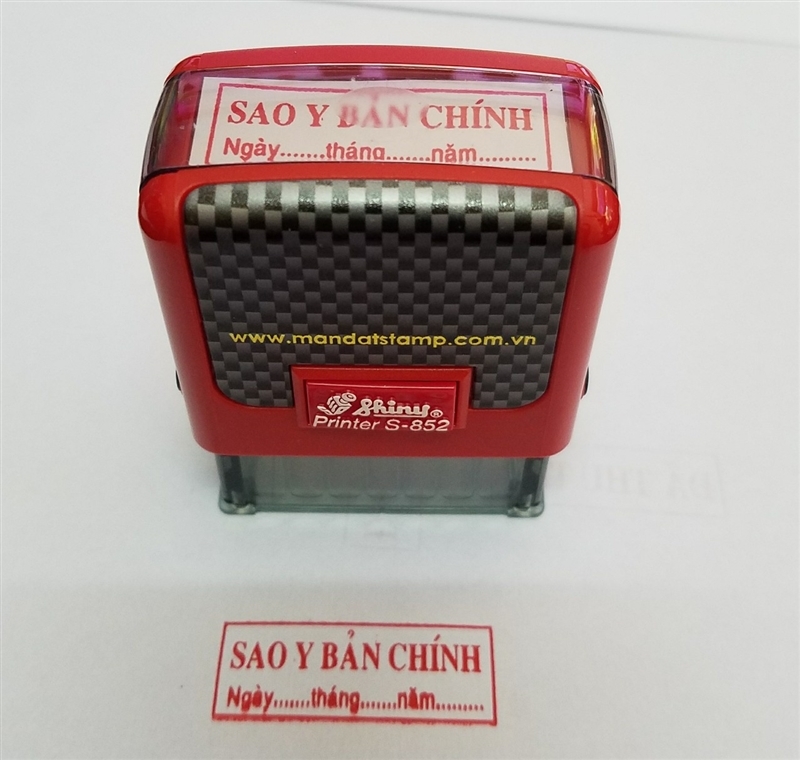 SAO Y BẢN CHÍNH
Ngày.......tháng.......năm.........
www.mandatstamp.com.vn
Shiny®
Printer S-852
SAO Y BẢN CHÍNH
Ngày.......tháng.......năm.........